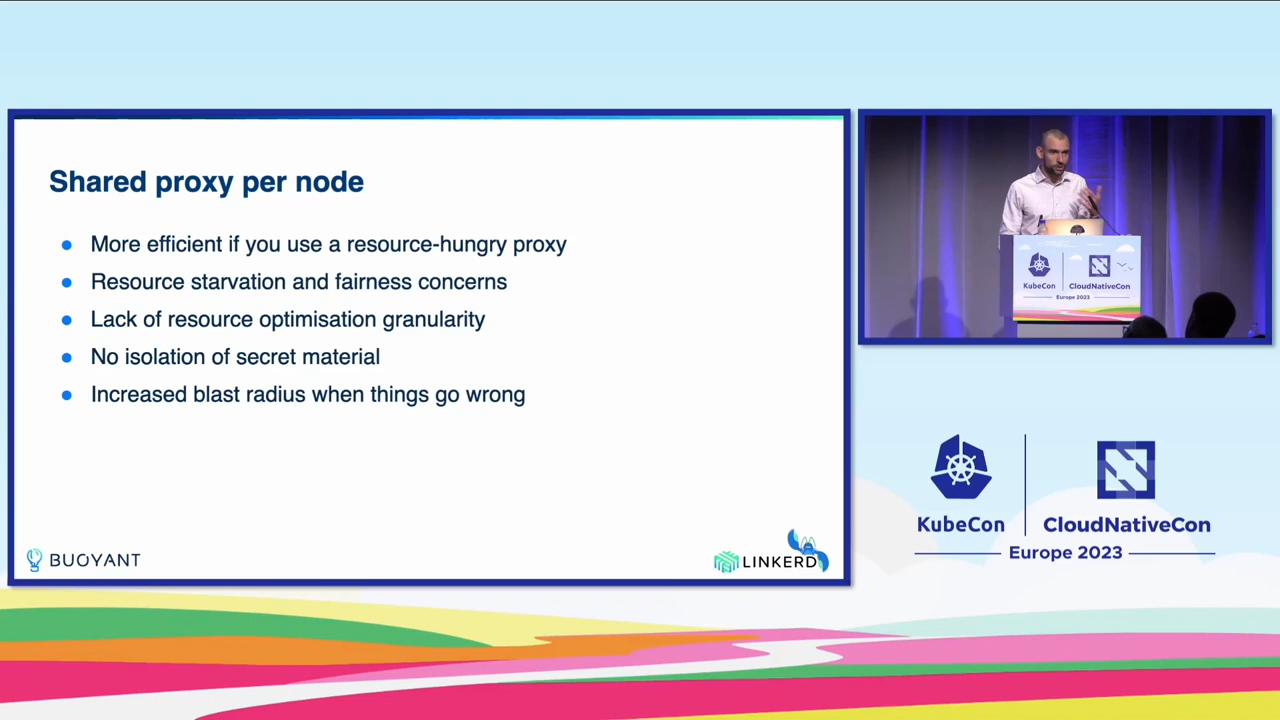 Shared proxy per node
More efficient if you use a resource-hungry proxy
Resource starvation and fairness concerns
Lack of resource optimisation granularity
No isolation of secret material
Increased blast radius when things go wrong
BUOYANT
LINKERD
KubeCon
CloudNativeCon
Europe 2023
KubeCon
CloudNativeCon
Europe 2023